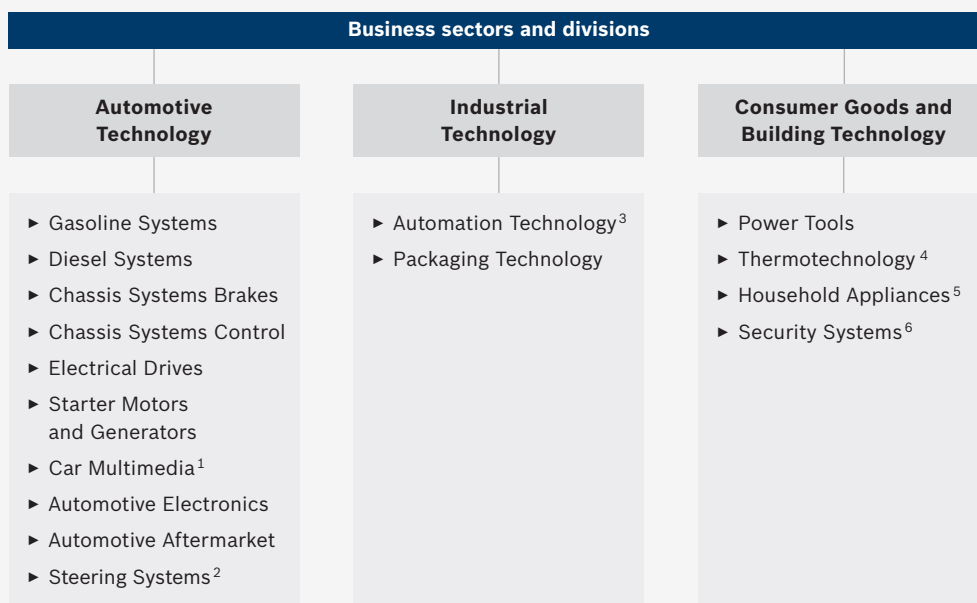 Business sectors and divisions
Automotive
Technology
► Gasoline Systems
► Diesel Systems
► Chassis Systems Brakes
► Chassis Systems Control
► Electrical Drives
► Starter Motors
and Generators
► Car Multimedia¹
► Automotive Electronics
► Automotive Aftermarket
► Steering Systems²
Industrial
Technology
► Automation Technology³
► Packaging Technology
Consumer Goods and
Building Technology
► Power Tools
► Thermotechnology⁴
► Household Appliances⁵
► Security Systems⁶